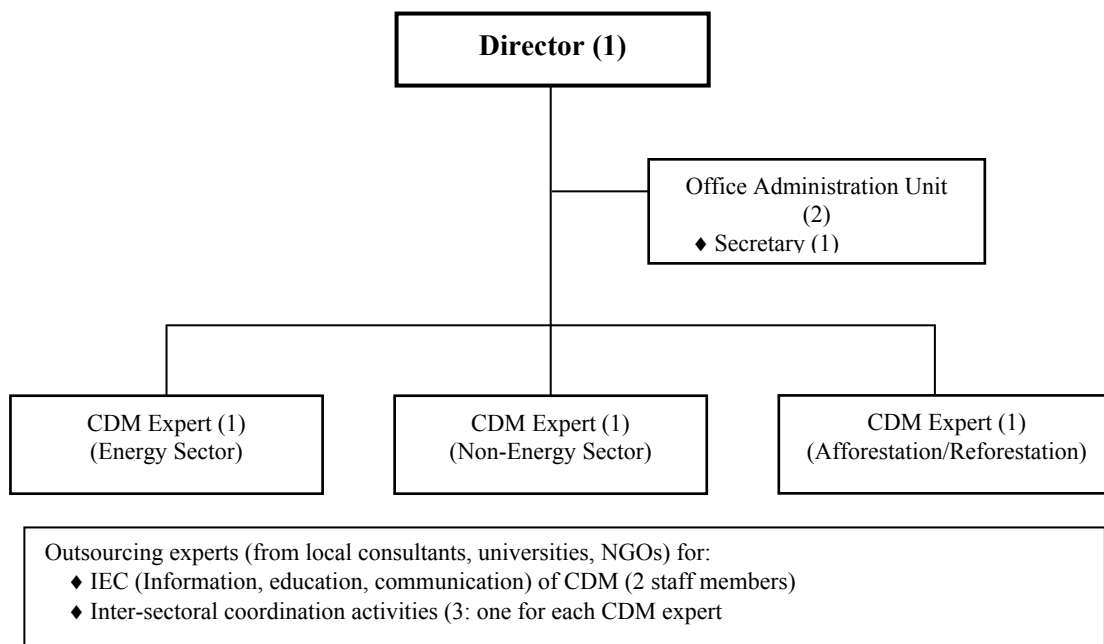 Director (1)
Office Administration Unit
(2)
♦ Secretary (1)
CDM Expert (1)
(Energy Sector)
CDM Expert (1)
(Non-Energy Sector)
CDM Expert (1)
(Afforestation/Reforestation)
Outsourcing experts (from local consultants, universities, NGOs) for:
♦ IEC (Information, education, communication) of CDM (2 staff members)
♦ Inter-sectoral coordination activities (3: one for each CDM expert